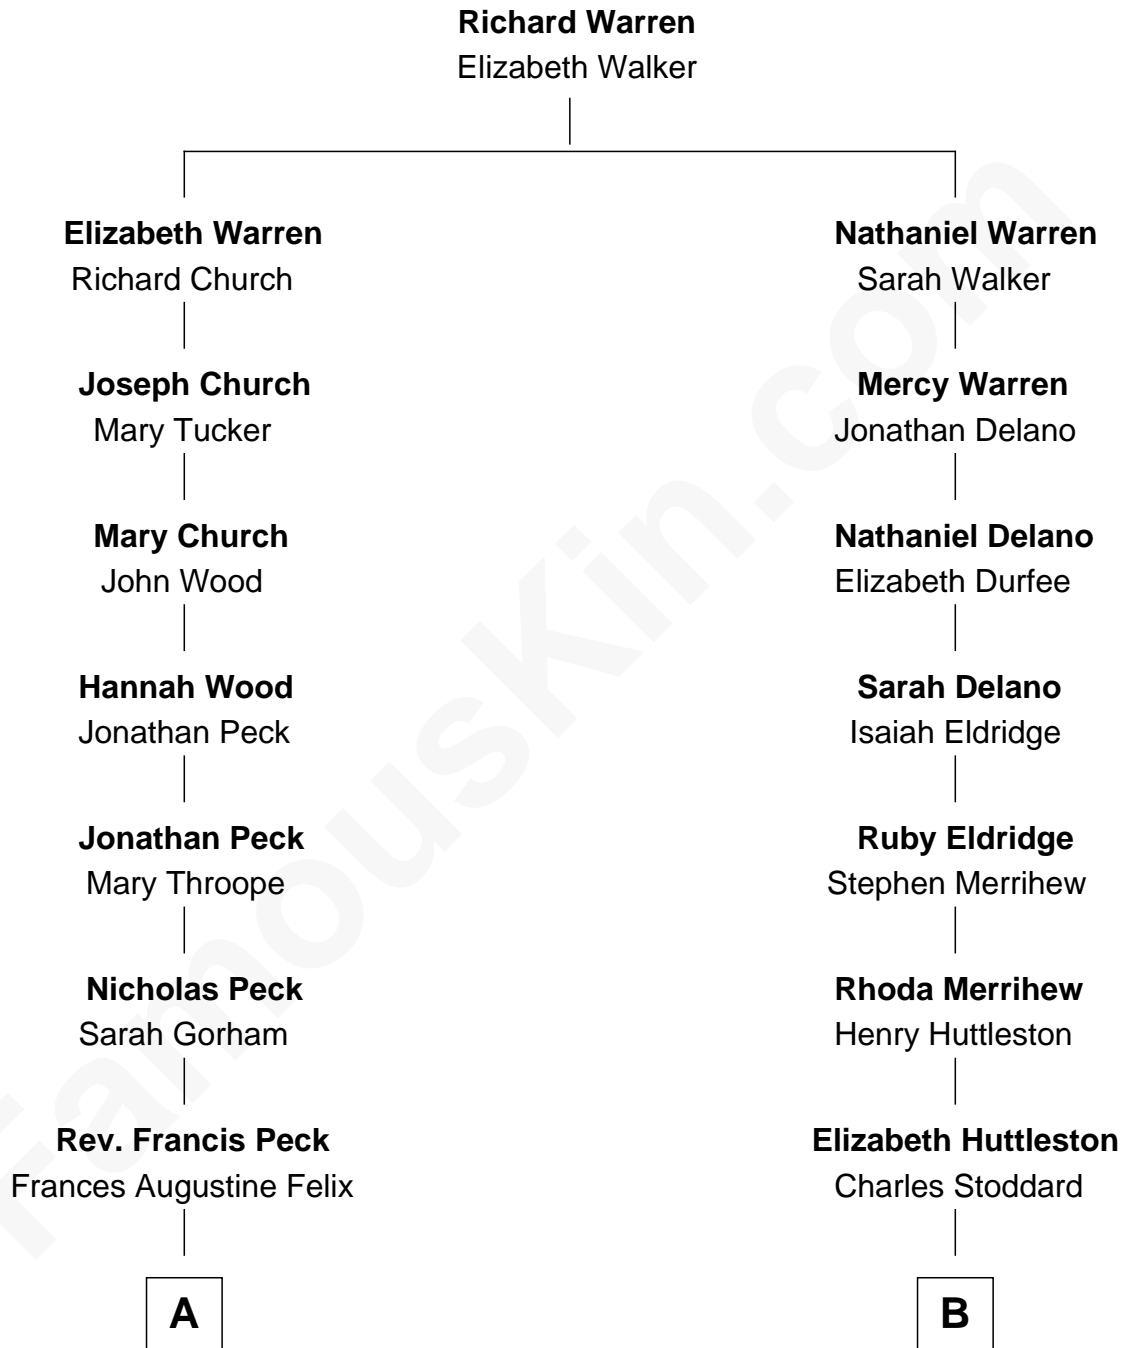 Richard Warren
Elizabeth Walker
Elizabeth Warren
Richard Church
Joseph Church
Mary Tucker
Mary Church
John Wood
Hannah Wood
Jonathan Peck
Jonathan Peck
Mary Throope
Nicholas Peck
Sarah Gorham
Rev. Francis Peck
Frances Augustine Felix
A
Nathaniel Warren
Sarah Walker
Mercy Warren
Jonathan Delano
Nathaniel Delano
Elizabeth Durfee
Sarah Delano
Isaiah Eldridge
Ruby Eldridge
Stephen Merrihew
Rhoda Merrihew
Henry Huttleston
Elizabeth Huttleston
Charles Stoddard
B
FamousKin.com